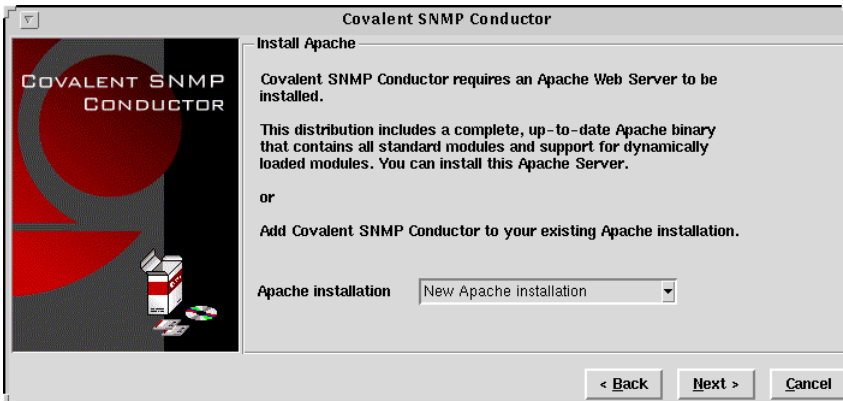 Covalent SNMP Conductor
COVALENT SNMP
CONDUCTOR
Install Apache
Covalent SNMP Conductor requires an Apache Web Server to be
installed.
This distribution includes a complete, up-to-date Apache binary
that contains all standard modules and support for dynamically
loaded modules. You can install this Apache Server.
or
Add Covalent SNMP Conductor to your existing Apache installation.
Apache installation
New Apache installation
< Back
Next >
Cancel